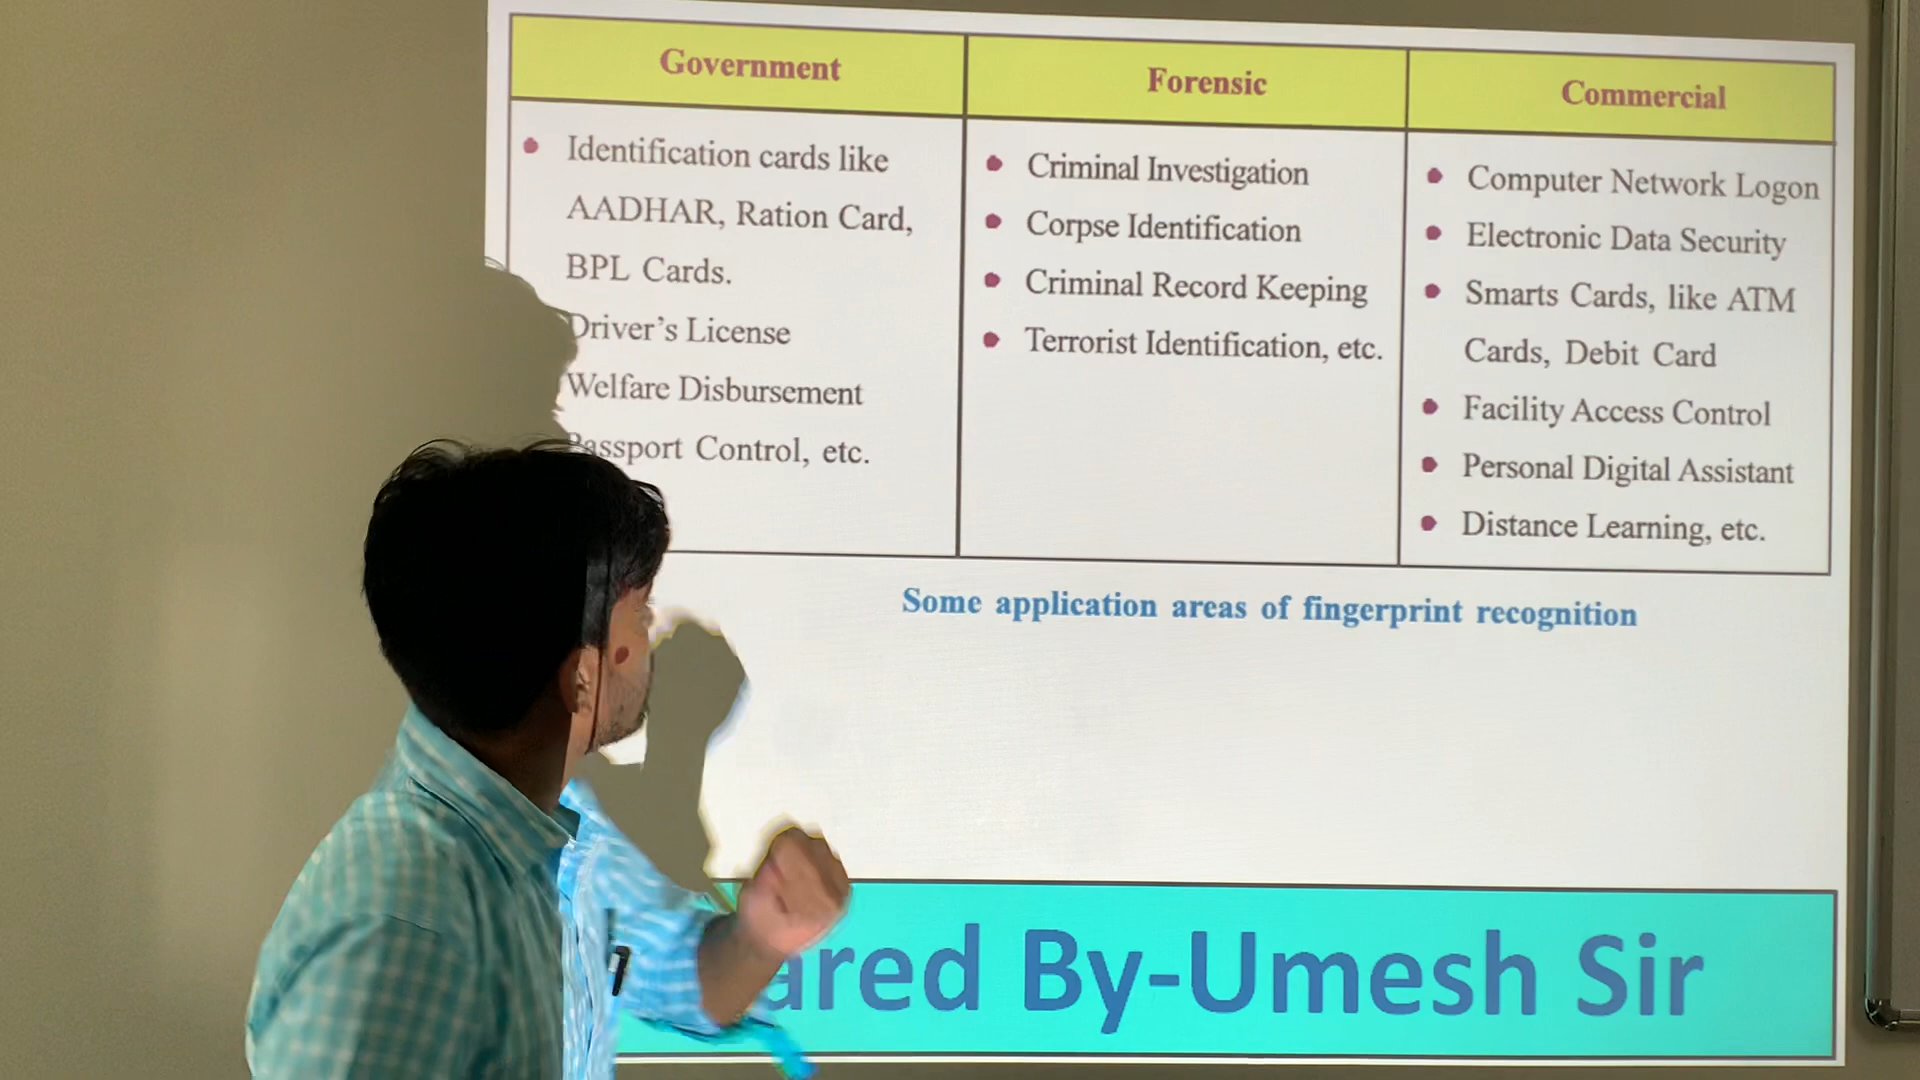 Government
Identification cards like
AADHAR, Ration Card,
BPL Cards.
Driver's License
Welfare Disbursement
Passport Control, etc.
Forensic
Criminal Investigation
Corpse Identification
Criminal Record Keeping
Terrorist Identification, etc.
Commercial
Computer Network Logon
Electronic Data Security
Smarts Cards, like ATM
Cards, Debit Card
Facility Access Control
Personal Digital Assistant
Distance Learning, etc.
Some application areas of fingerprint recognition
ared By-Umesh Sir